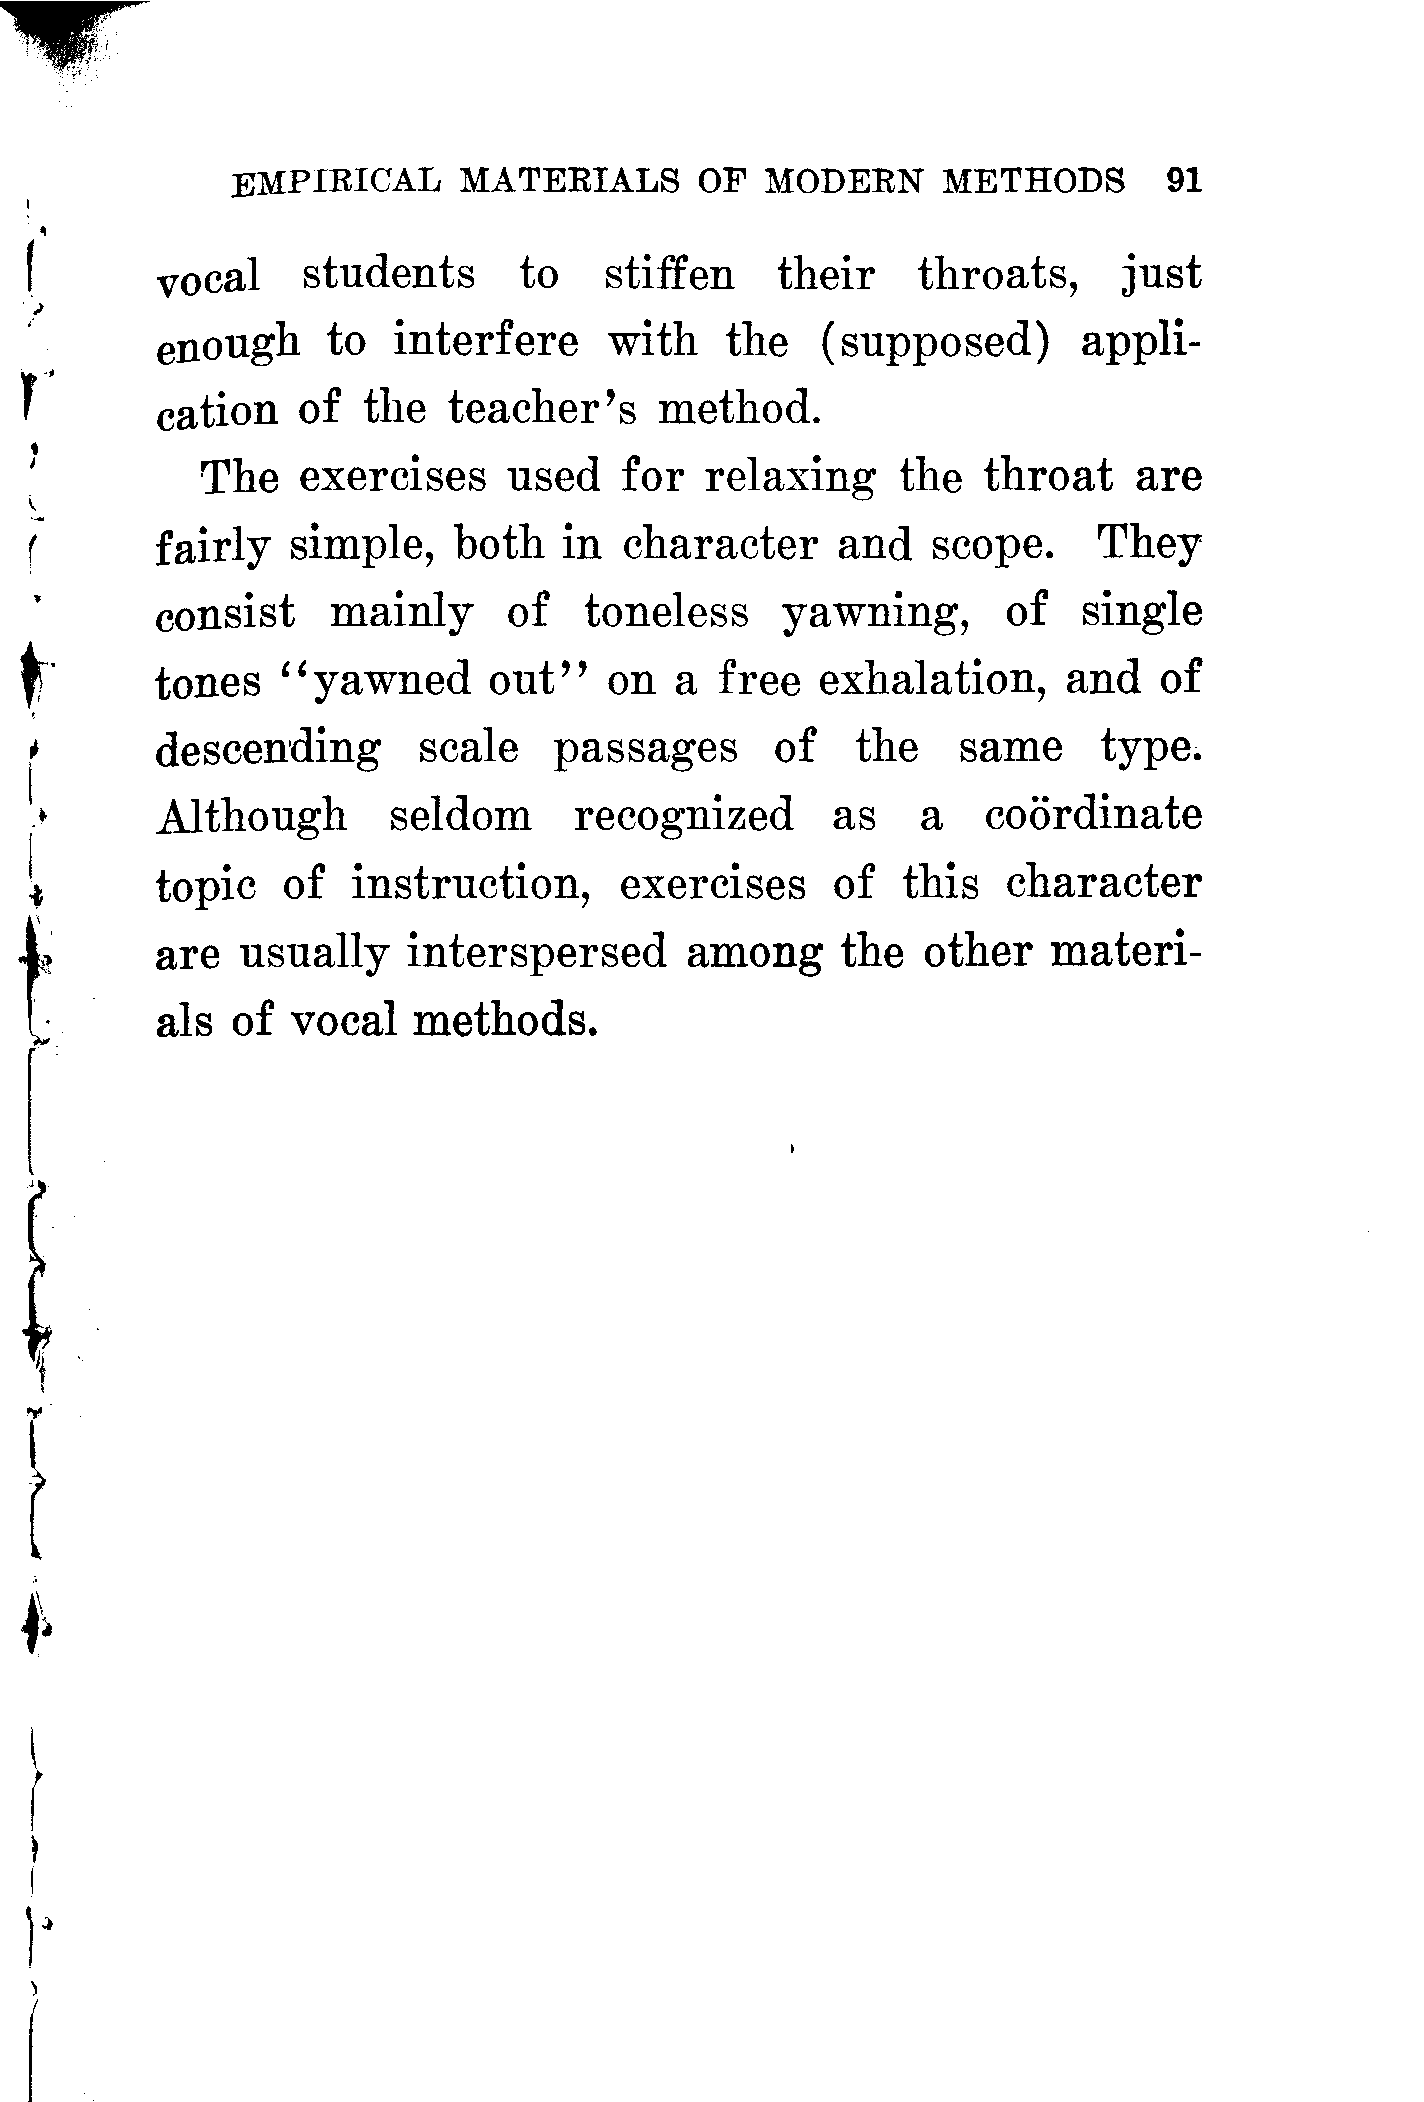 EMPIRICAL MATERIALS OF MODERN METHODS 91
vocal students to stiffen their throats, just
enough to interfere with the (supposed) appli-
cation of the teacher's method.
The exercises used for relaxing the throat are
fairly simple, both in character and scope. They
consist mainly of toneless yawning, of single
tones "yawned out" on a free exhalation, and of
descending scale passages of the same type.
Although seldom recognized as a coördinate
topic of instruction, exercises of this character
are usually interspersed among the other materi-
als of vocal methods.